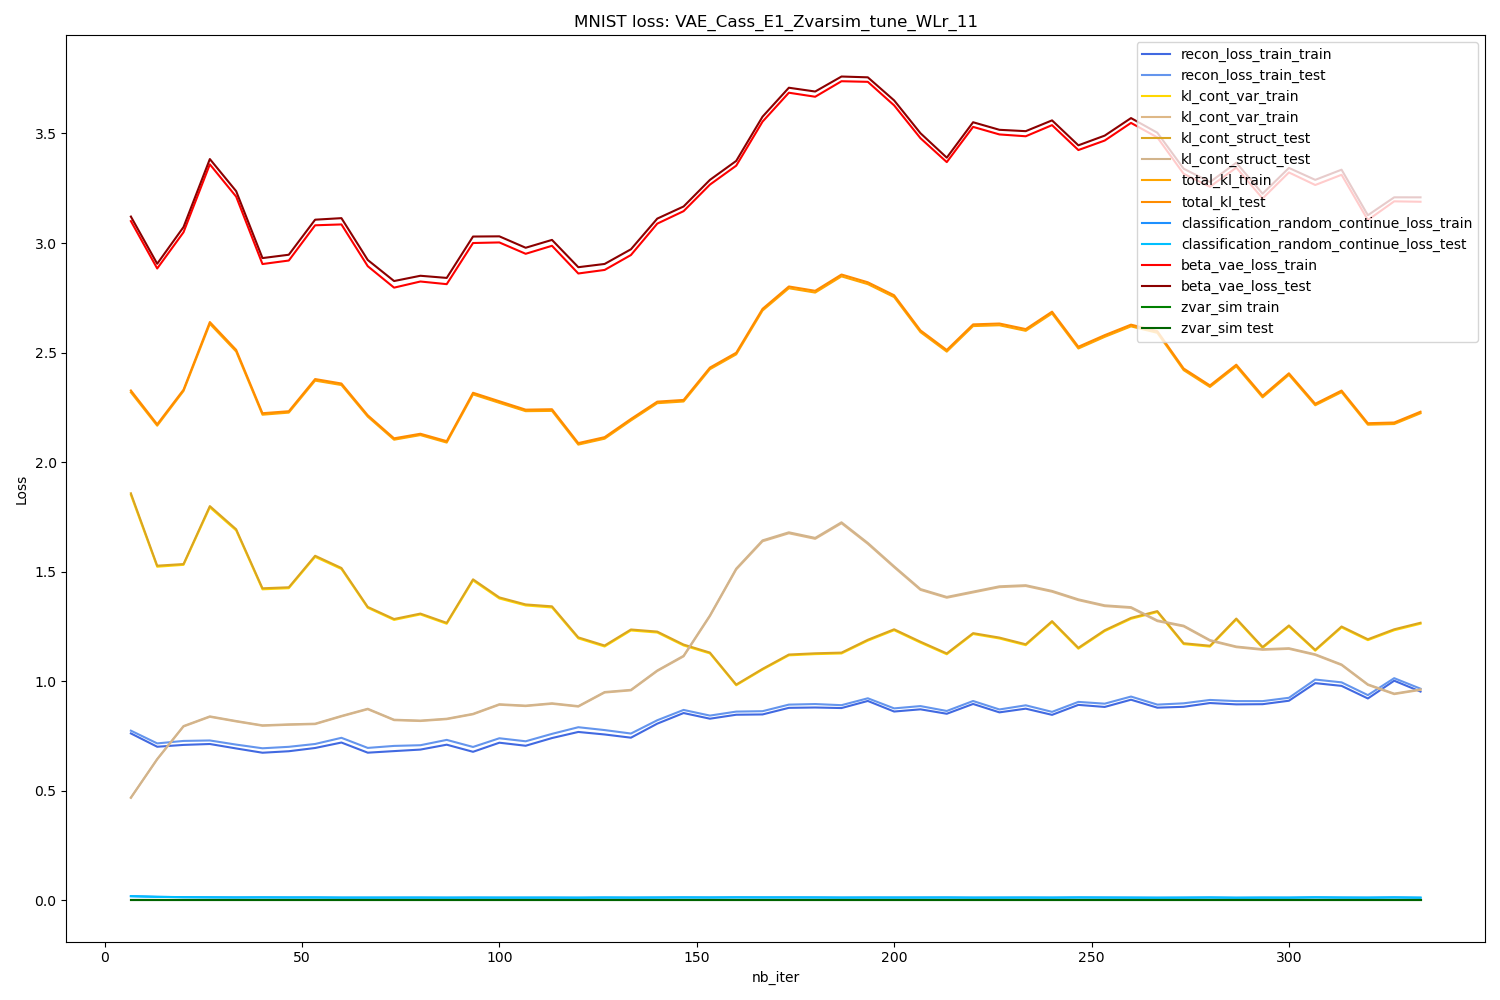 MNIST loss: VAE_Cass_E1_Zvarsim_tune_WLr_11
recon_loss_train_train
recon_loss_train_test
kl_cont_var_train
kl_cont_var_train
kl_cont_struct_test
kl_cont_struct_test
total_kl_train
total_kl_test
classification_random_continue_loss_train
classification_random_continue_loss_test
beta_vae_loss_train
beta_vae_loss_test
zvar_sim train
zvar_sim test
Loss
3.5
3.0
2.5
2.0
1.5
1.0
0.5
0.0
0 50 100 150 200 250 300
nb_iter